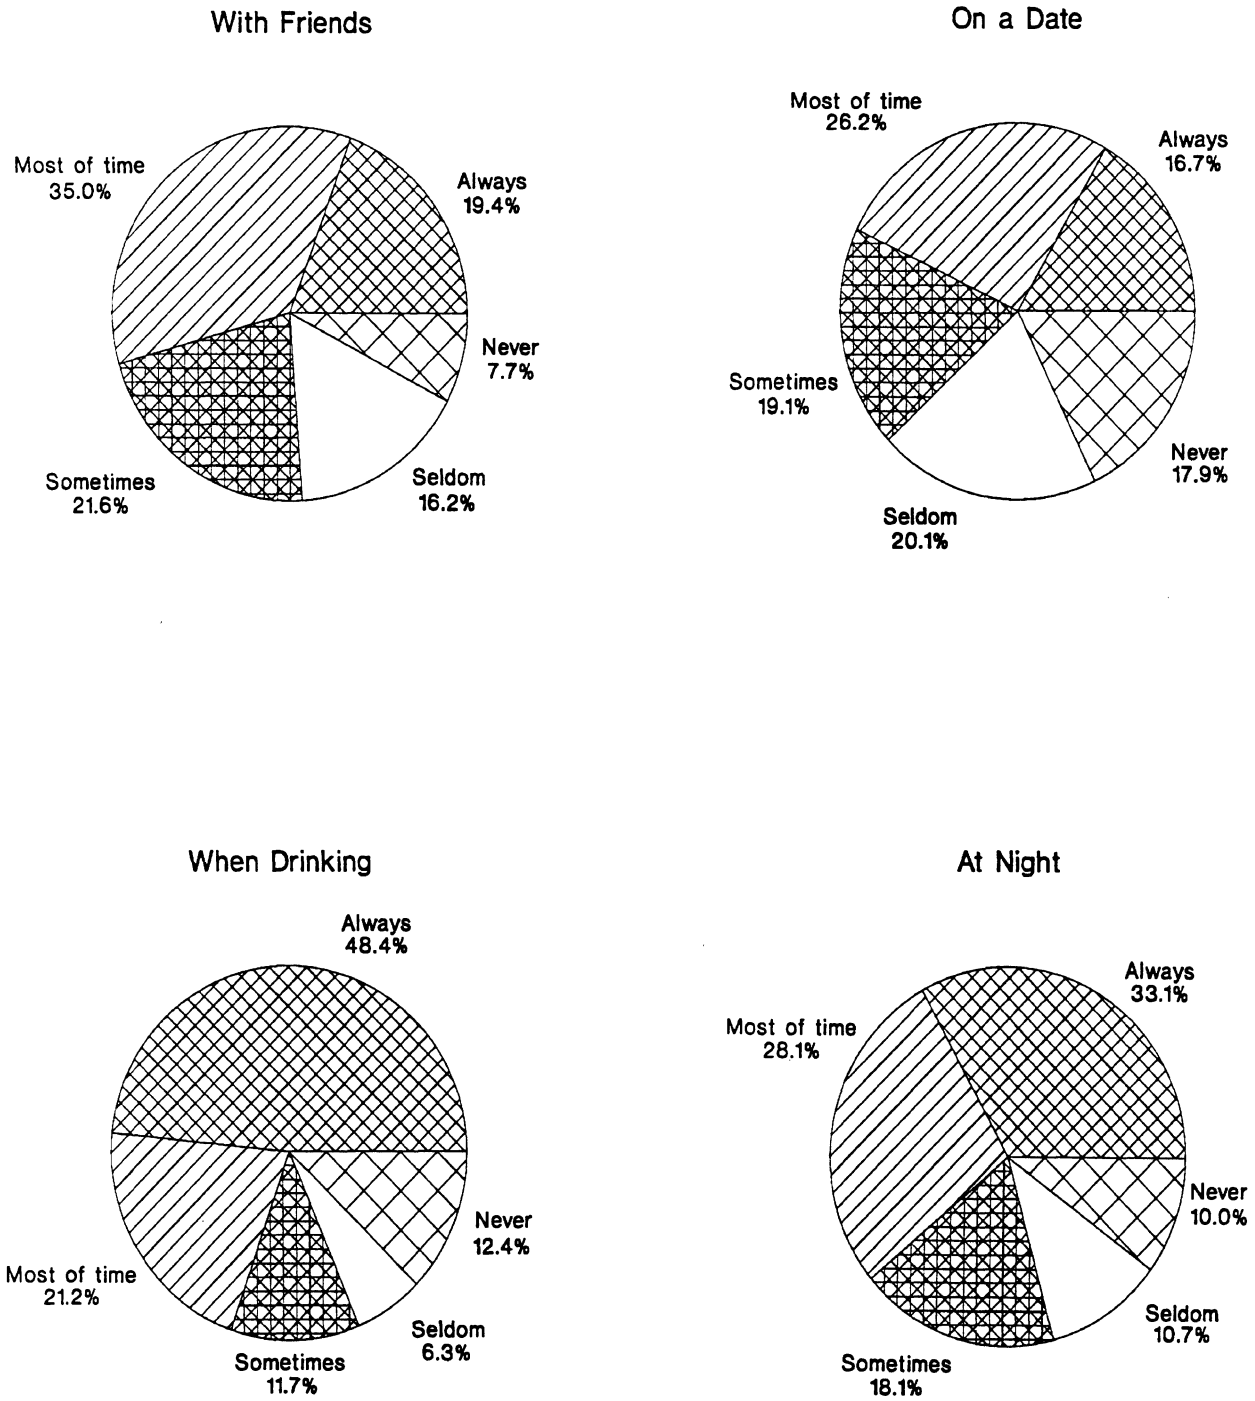 With Friends
Most of time
35.0%
Always
19.4%
Never
7.7%
Sometimes
21.6%
Seldom
16.2%
On a Date
Most of time
26.2%
Always
16.7%
Sometimes
19.1%
Never
17.9%
Seldom
20.1%
When Drinking
Always
48.4%
Never
12.4%
Most of time
21.2%
Seldom
6.3%
Sometimes
11.7%
At Night
Always
33.1%
Most of time
28.1%
Never
10.0%
Seldom
10.7%
Sometimes
18.1%